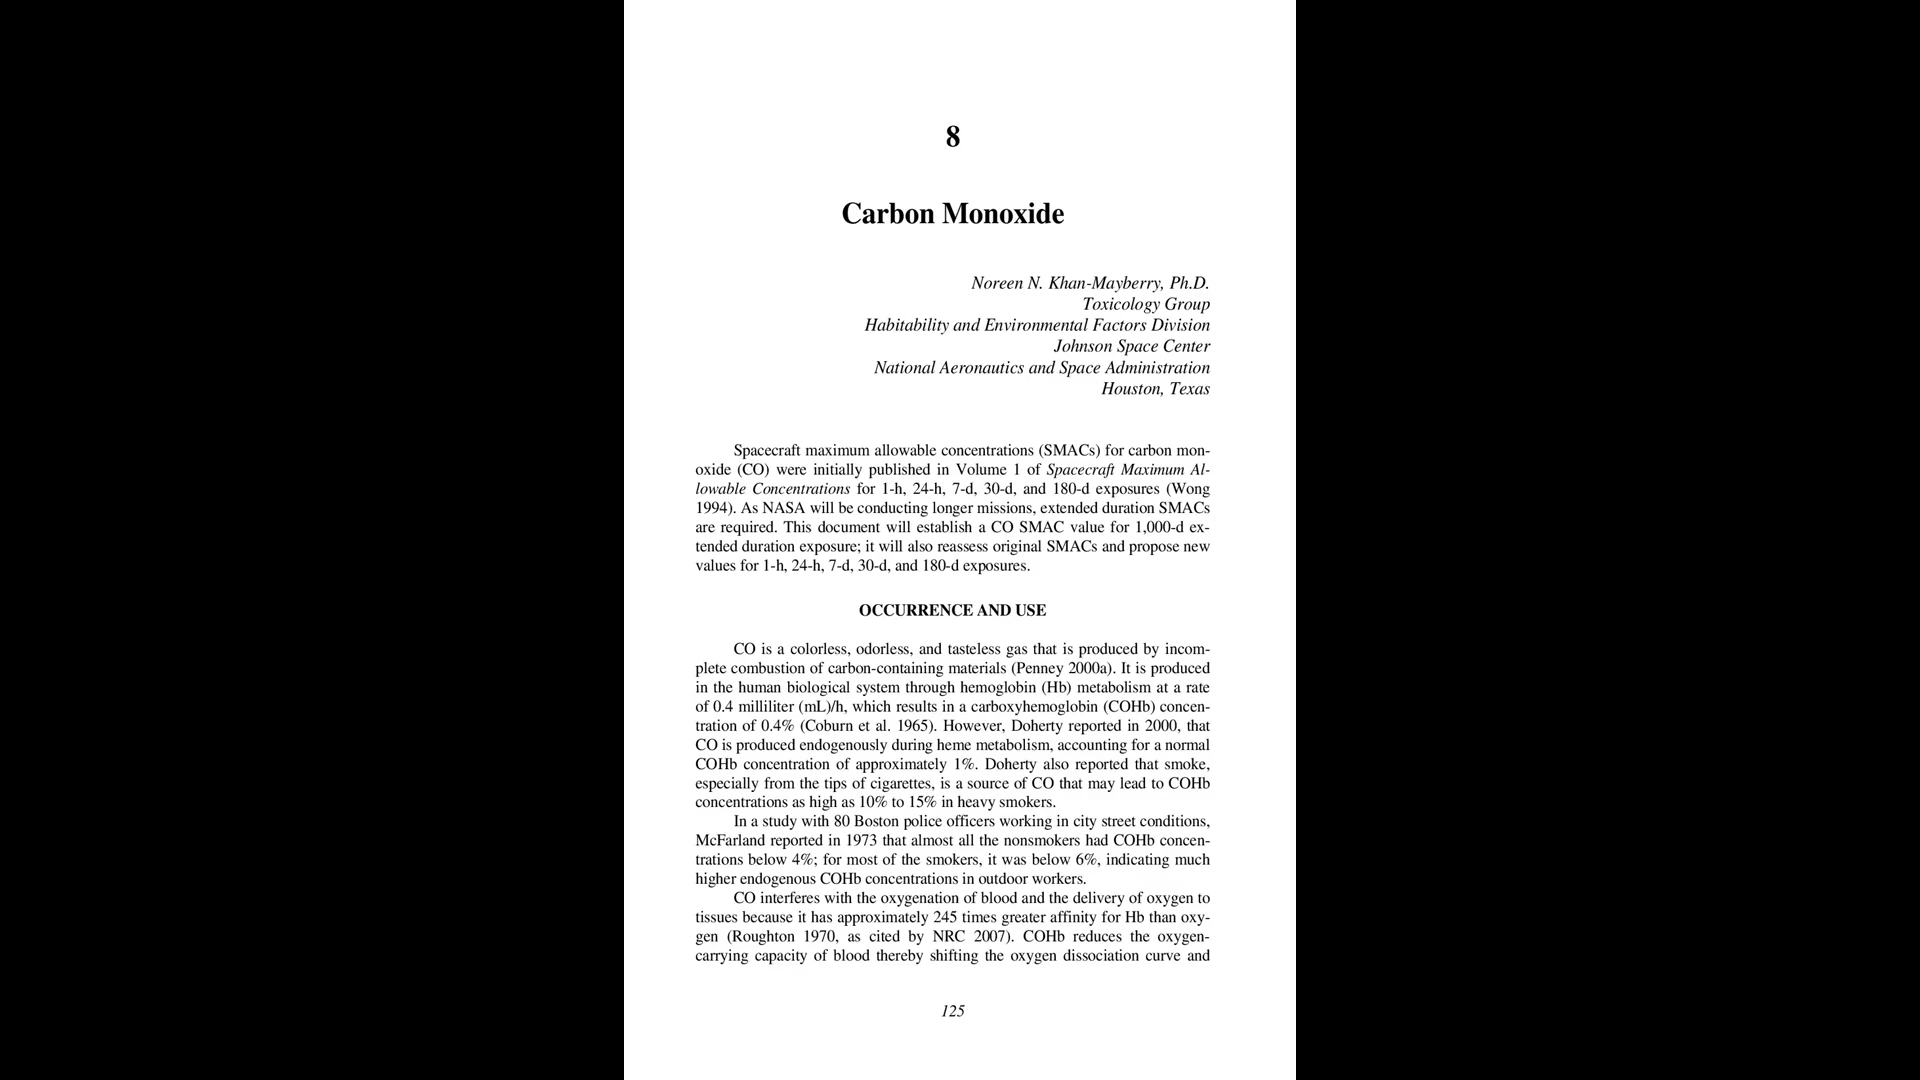 8
Carbon Monoxide
Noreen N. Khan-Mayberry, Ph.D.
Toxicology Group
Habitability and Environmental Factors Division
Johnson Space Center
National Aeronautics and Space Administration
Houston, Texas
Spacecraft maximum allowable concentrations (SMACs) for carbon mon-
oxide (CO) were initially published in Volume 1 of Spacecraft Maximum Al-
lowable Concentrations for 1-h, 24-h, 7-d, 30-d, and 180-d exposures (Wong
1994). As NASA will be conducting longer missions, extended duration SMACs
are required. This document will establish a CO SMAC value for 1,000-d ex-
tended duration exposure; it will also reassess original SMACs and propose new
values for 1-h, 24-h, 7-d, 30-d, and 180-d exposures.
OCCURRENCE AND USE
CO is a colorless, odorless, and tasteless gas that is produced by incom-
plete combustion of carbon-containing materials (Penney 2000a). It is produced
in the human biological system through hemoglobin (Hb) metabolism at a rate
of 0.4 milliliter (mL)/h, which results in a carboxyhemoglobin (COHb) concen-
tration of 0.4% (Coburn et al. 1965). However, Doherty reported in 2000, that
CO is produced endogenously during heme metabolism, accounting for a normal
COHb concentration of approximately 1%. Doherty also reported that smoke,
especially from the tips of cigarettes, is a source of CO that may lead to COHb
concentrations as high as 10% to 15% in heavy smokers.
In a study with 80 Boston police officers working in city street conditions,
McFarland reported in 1973 that almost all the nonsmokers had COHb concen-
trations below 4%; for most of the smokers, it was below 6%, indicating much
higher endogenous COHb concentrations in outdoor workers.
CO interferes with the oxygenation of blood and the delivery of oxygen to
tissues because it has approximately 245 times greater affinity for Hb than oxy-
gen (Roughton 1970, as cited by NRC 2007). COHb reduces the oxygen-
carrying capacity of blood thereby shifting the oxygen dissociation curve and
125